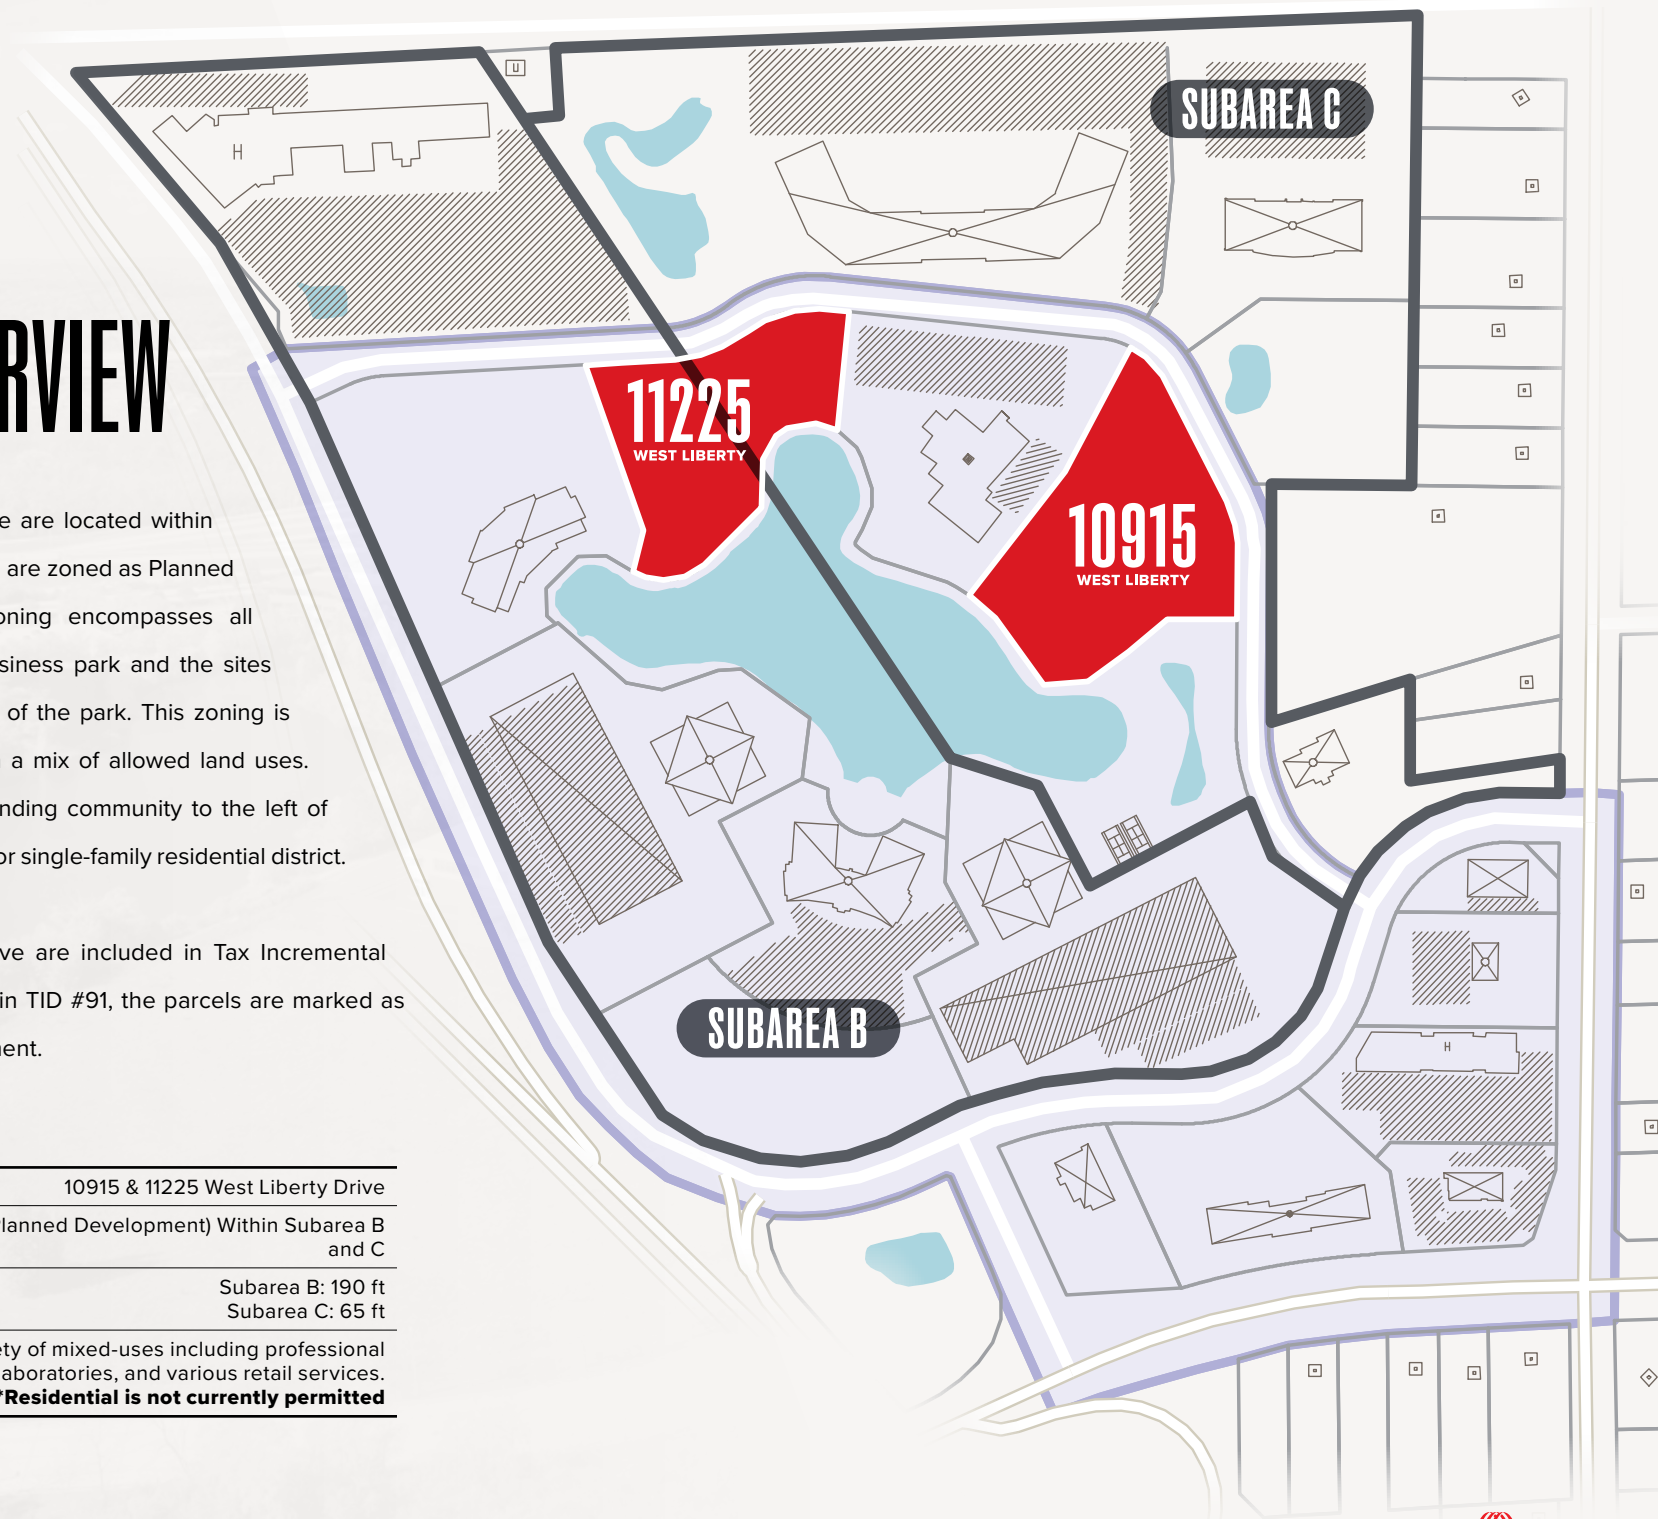 RVIEW
e are located within
are zoned as Planned
oning encompasses all
siness park and the sites
of the park. This zoning is
a mix of allowed land uses.
nding community to the left of
or single-family residential district.
ve are included in Tax Incremental
in TID #91, the parcels are marked as
ment.
10915 & 11225 West Liberty Drive
Planned Development) Within Subarea B
and C
Subarea B: 190 ft
Subarea C: 65 ft
ety of mixed-uses including professional
aboratories, and various retail services.
*Residential is not currently permitted
SUBAREA C
U
H
11225
WEST LIBERTY
10915
WEST LIBERTY
SUBAREA B
H